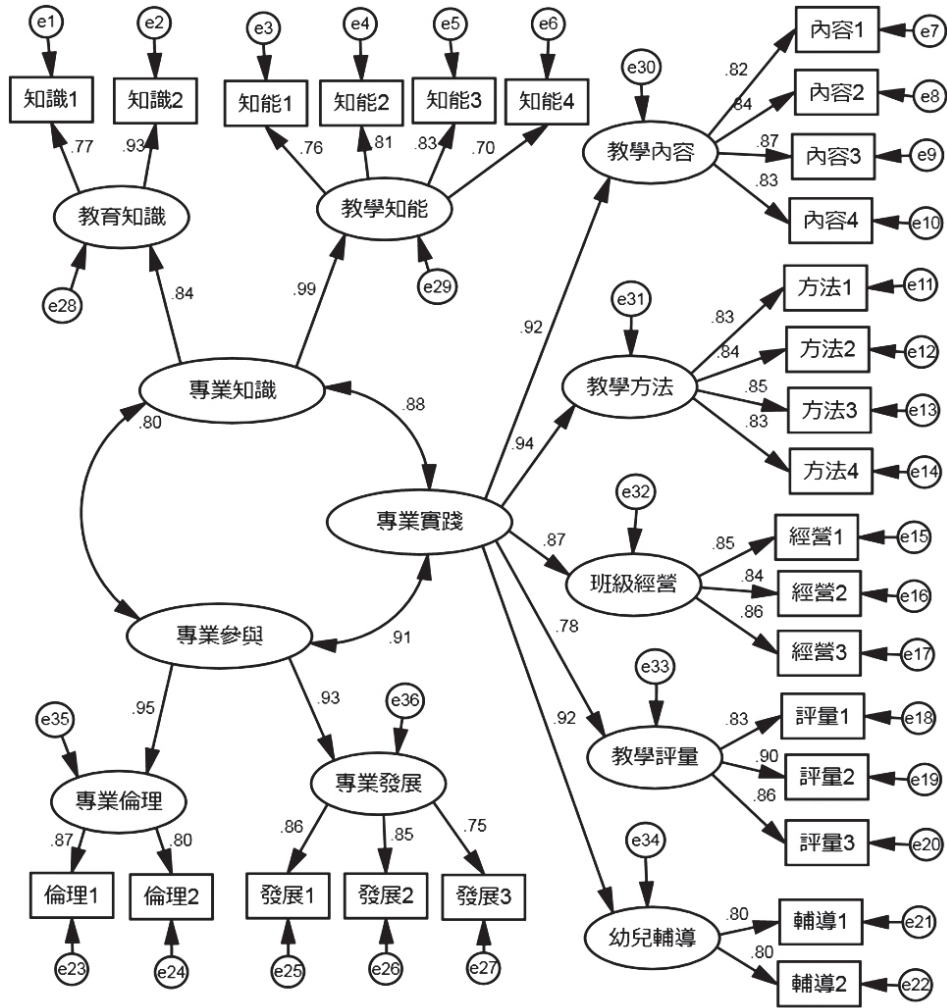 e1
e2
e3
e4
e5
e6
知識1
知識2
知能1
知能2
知能3
知能4
.77
.93
.76
.81
.83
.70
教育知識
教學知能
e28
e29
.84
.99
專業知識
.80
.88
專業實踐
專業參與
.91
.95
.93
e35
e36
專業倫理
專業發展
.87
.80
.86
.85
.75
倫理1
倫理2
發展1
發展2
發展3
e23
e24
e25
e26
e27
.92
.94
.87
.78
.92
e30
教學內容
.82
.84
.87
.83
內容1
e7
內容2
e8
內容3
e9
內容4
e10
e31
教學方法
.83
.84
.85
.83
方法1
e11
方法2
e12
方法3
e13
方法4
e14
e32
班級經營
.85
.84
.86
經營1
e15
經營2
e16
經營3
e17
e33
教學評量
.83
.90
.86
評量1
e18
評量2
e19
評量3
e20
e34
幼兒輔導
.80
.80
輔導1
e21
輔導2
e22